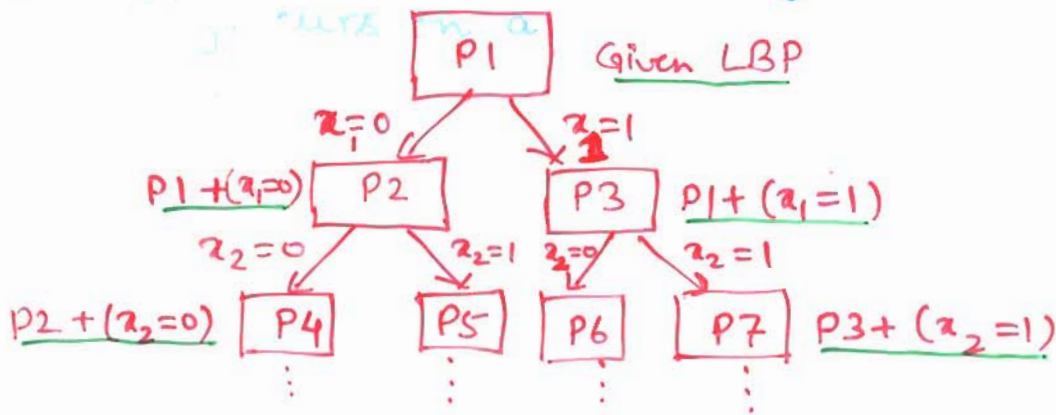 urs n a
P1 Given LBP
x₁=0 x₁=1
P1+(x₁=0) P2 P3 P1+(x₁=1)
x₂=0 x₂=1 x₂=0 x₂=1
P2+(x₂=0) P4 P5 P6 P7 P3+(x₂=1)